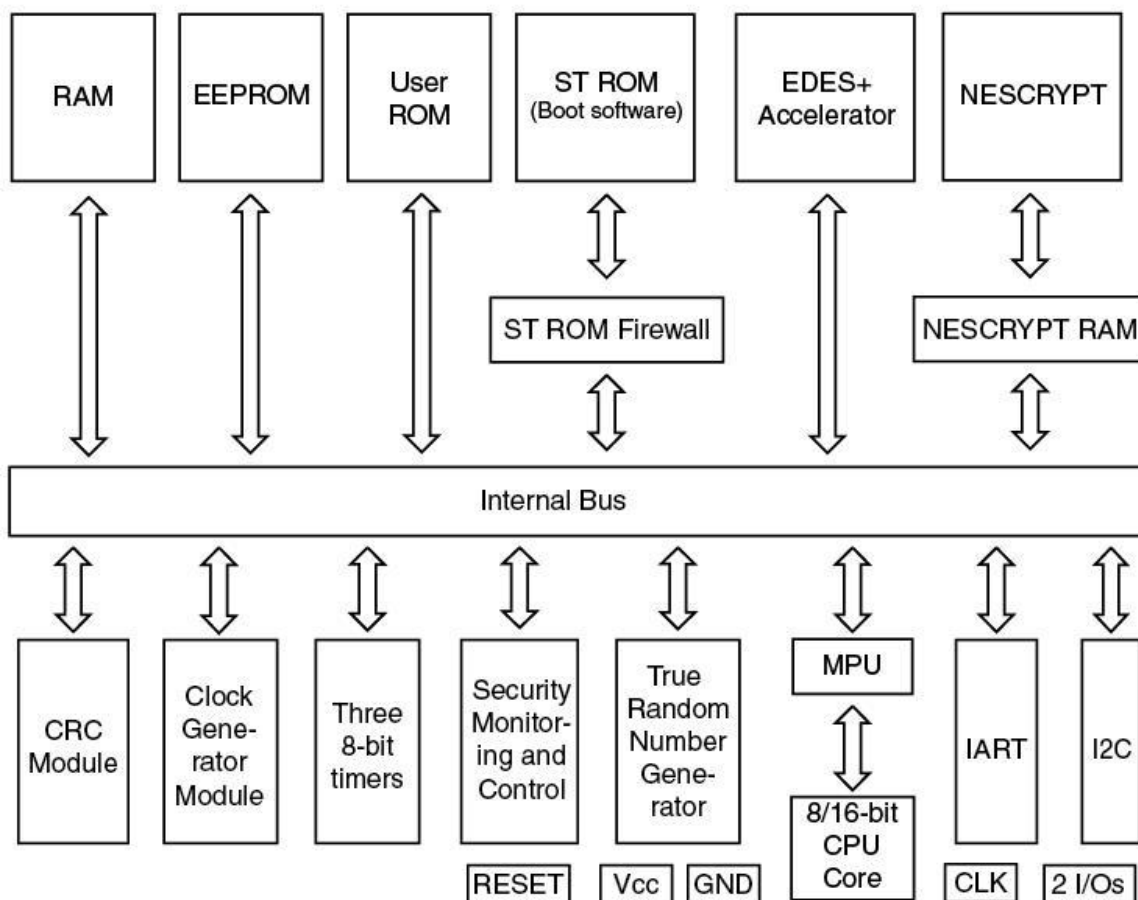 RAM
EEPROM
User
ROM
ST ROM
(Boot software)
EDES+
Accelerator
NESCRYPT
ST ROM Firewall
NESCRYPT RAM
Internal Bus
CRC
Module
Clock
Gene-
rator
Module
Three
8-bit
timers
Security
Monitor-
ing and
Control
True
Random
Number
Gene-
rator
MPU
8/16-bit
CPU
Core
IART
I2C
RESET
Vcc
GND
CLK
2 I/Os